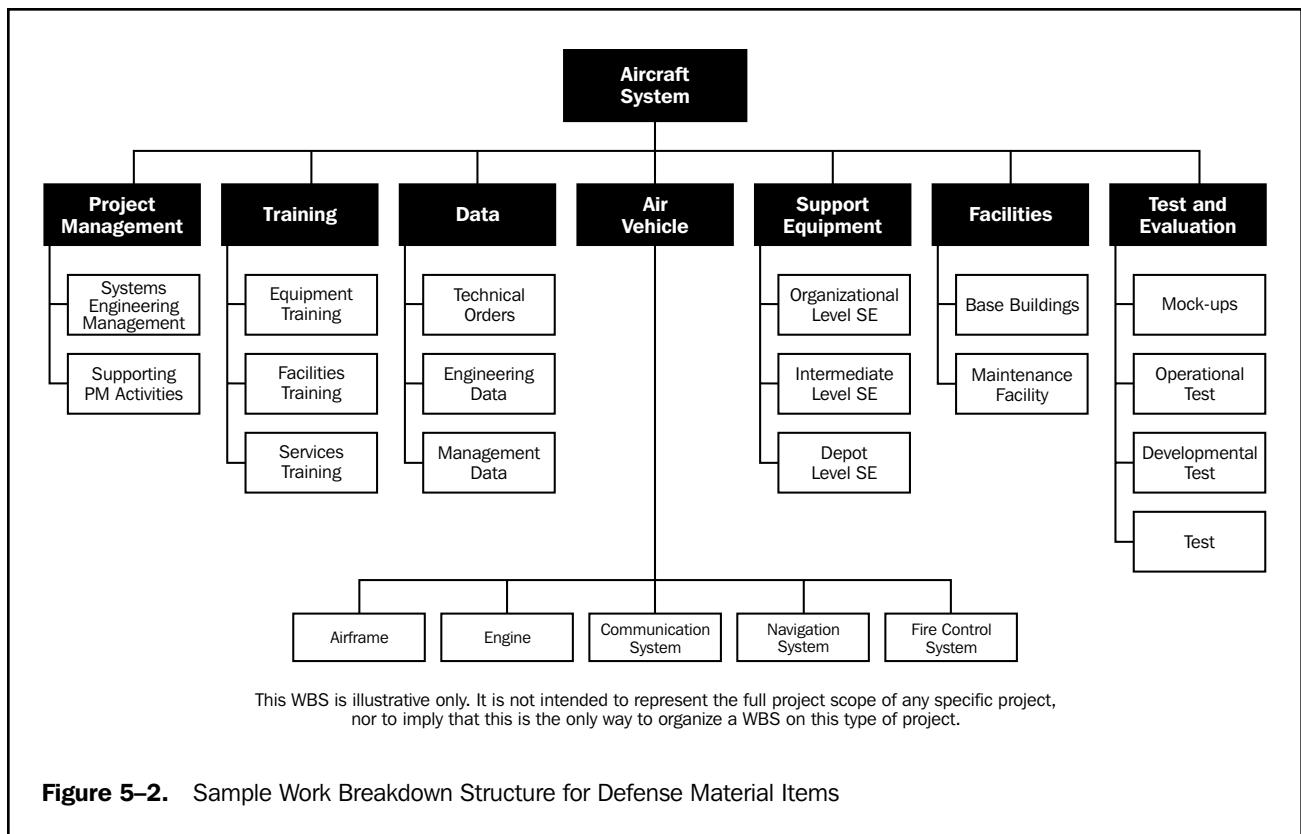 Aircraft
System
Project
Management
Training
Data
Air
Vehicle
Support
Equipment
Facilities
Test and
Evaluation
Systems
Engineering
Management
Supporting
PM Activities
Equipment
Training
Facilities
Training
Services
Training
Technical
Orders
Engineering
Data
Management
Data
Organizational
Level SE
Intermediate
Level SE
Depot
Level SE
Base Buildings
Maintenance
Facility
Mock-ups
Operational
Test
Developmental
Test
Test
Airframe
Engine
Communication
System
Navigation
System
Fire Control
System
This WBS is illustrative only. It is not intended to represent the full project scope of any specific project,
nor to imply that this is the only way to organize a WBS on this type of project.
Figure 5–2. Sample Work Breakdown Structure for Defense Material Items